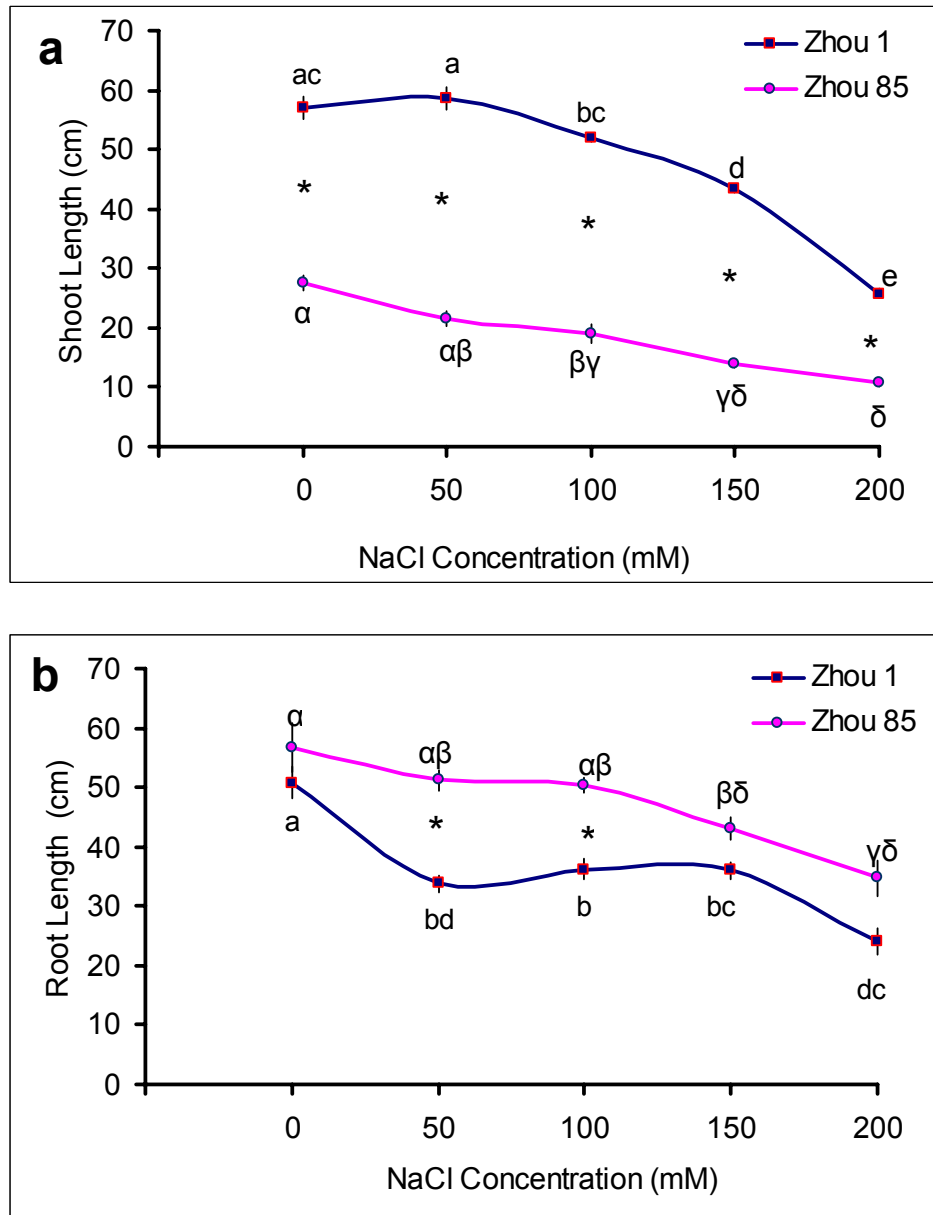 a
70
60
50
40
30
20
10
0
Shoot Length (cm)
Zhou 1
Zhou 85
ac
a
bc
d
e
*
*
*
*
*
α
αβ
βγ
γδ
δ
0 50 100 150 200
NaCl Concentration (mM)
b
70
60
50
40
30
20
10
0
Root Length (cm)
Zhou 1
Zhou 85
α
αβ
αβ
βδ
γδ
*
*
a
bd
b
bc
dc
0 50 100 150 200
NaCl Concentration (mM)